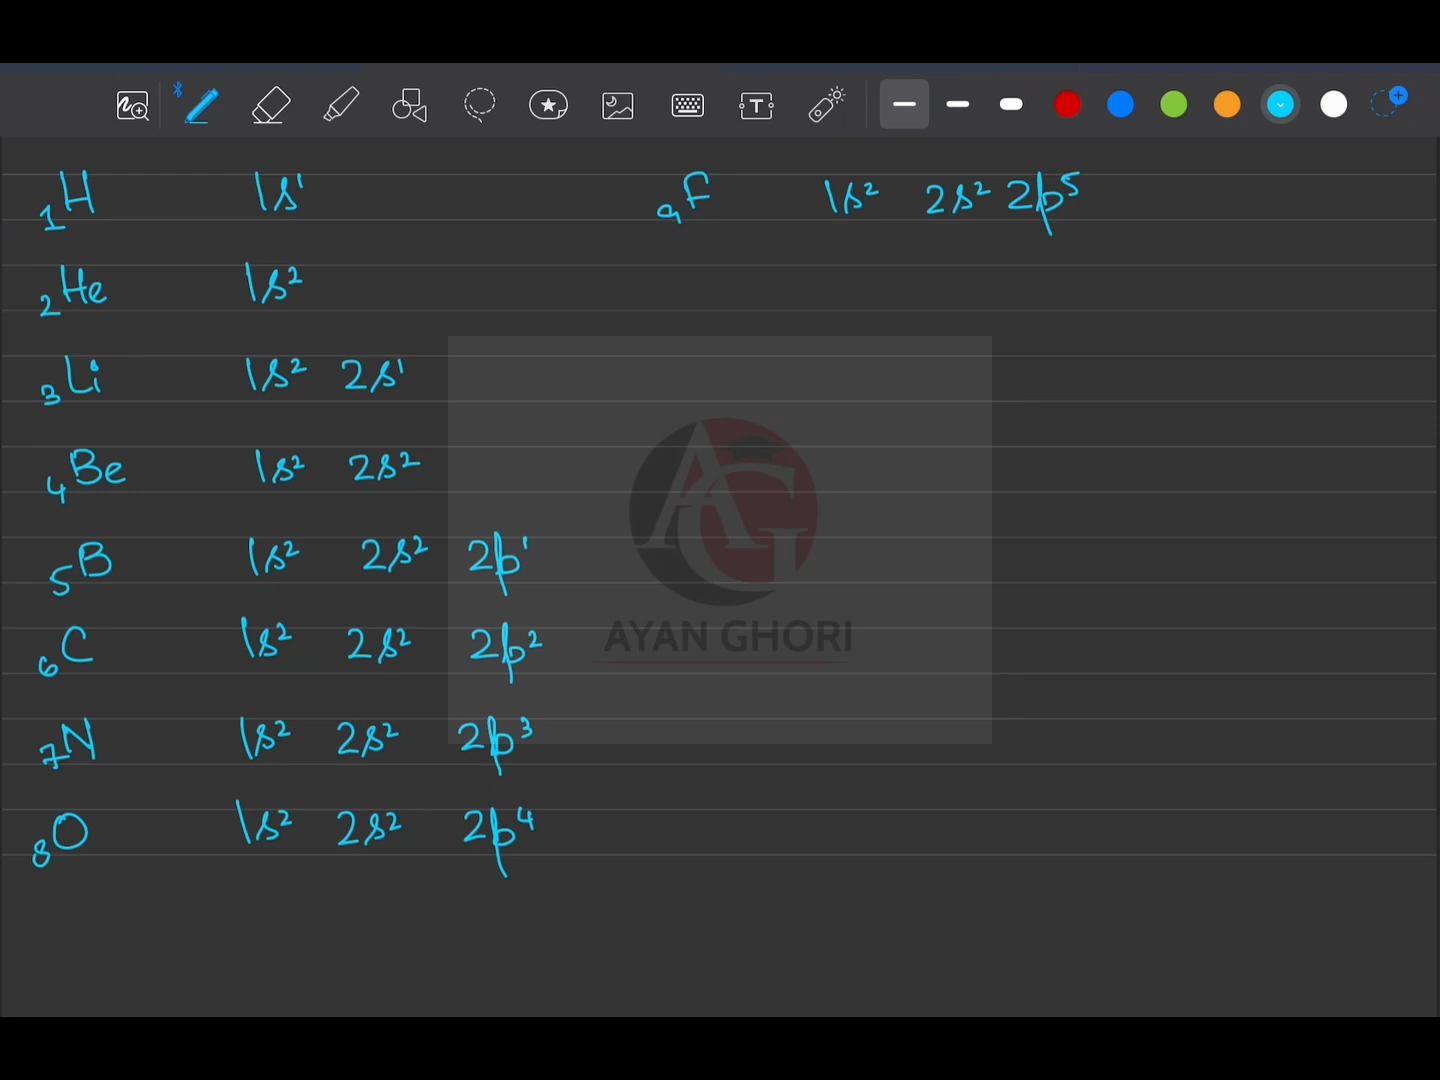 ₁H 1s¹
₂He 1s²
₃Li 1s² 2s¹
₄Be 1s² 2s²
₅B 1s² 2s² 2p¹
₆C 1s² 2s² 2p²
₇N 1s² 2s² 2p³
₈O 1s² 2s² 2p⁴
₉F 1s² 2s² 2p⁵
T
AG
AYAN GHORI